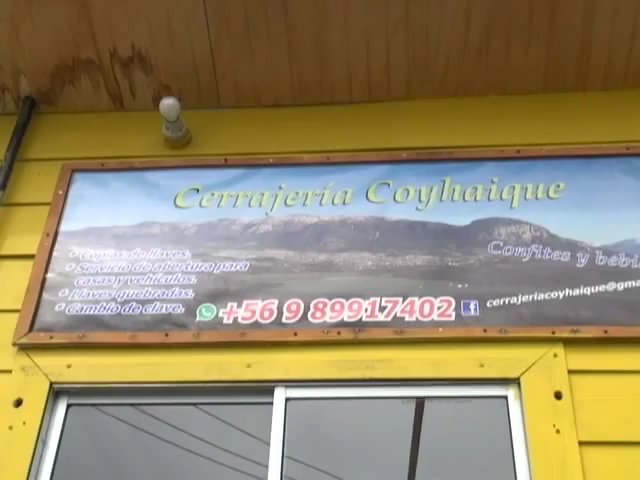 Cerrajería Coyhaique
* Copias de llaves.
* Servicio de abertura para
casas y vehículos.
* Llaves quebradas.
* Cambio de clave.
Confites y bebi
+56 9 89917402
cerrajeriacoyhaique@gma